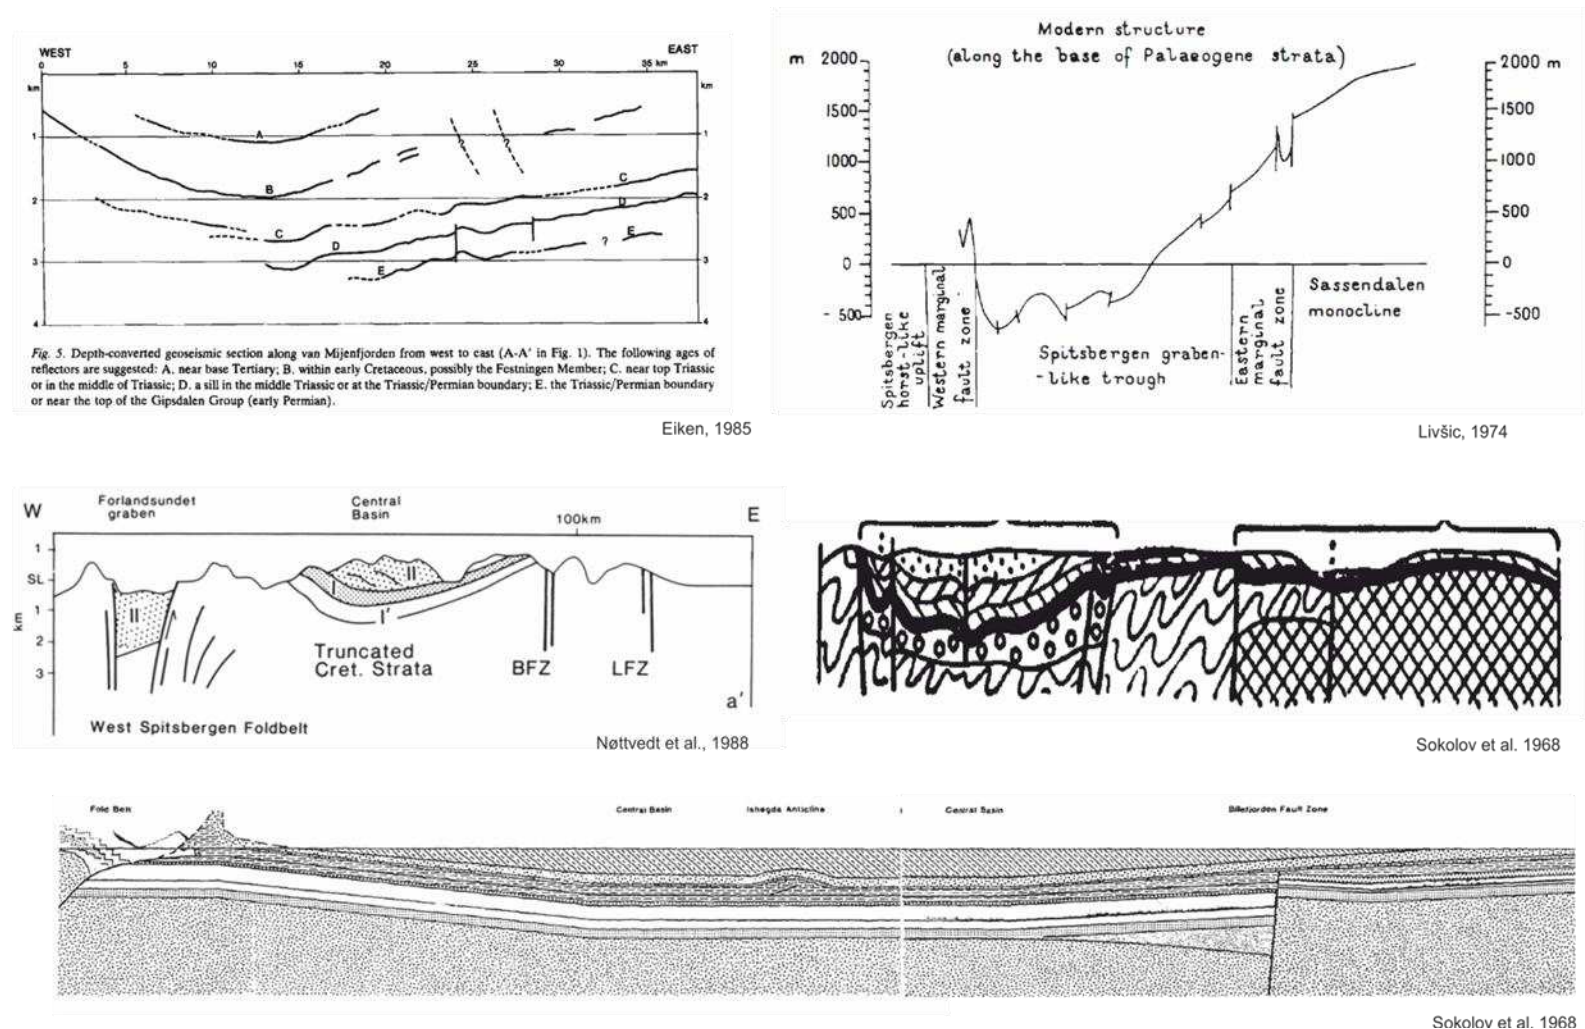 WEST
EAST
0 5 10 15 20 25 30 35 km
km
km
1
1
2
2
3
3
4
4
A
B
C
C
D
D
E
E
?
?
?
Fig. 5. Depth-converted geoseismic section along van Mijenfjorden from west to east (A-A' in Fig. 1). The following ages of
reflectors are suggested: A, near base Tertiary; B, within early Cretaceous, possibly the Festningen Member; C, near top Triassic
or in the middle of Triassic; D, a sill in the middle Triassic or at the Triassic/Permian boundary; E, the Triassic/Permian boundary
or near the top of the Gipsdalen Group (early Permian).
Eiken, 1985
Modern structure
(along the base of Palaeogene strata)
m 2000
1500
1000
500
0
- 500
2000 m
1500
1000
500
0
-500
Spitsbergen
horst-like
uplift
Western marginal
fault zone
Spitsbergen graben-
-like trough
Eastern
marginal
fault zone
Sassendalen
monocline
Livšic, 1974
W
Forlandsundet
graben
Central
Basin
100km
E
1
SL
1
2
3
km
II
I
II
I'
Truncated
Cret. Strata
BFZ
LFZ
a'
West Spitsbergen Foldbelt
Nøttvedt et al., 1988
Sokolov et al. 1968
Fold Belt
Central Basin
Ishøgda Anticline
Central Basin
Billefjorden Fault Zone
Sokolov et al. 1968